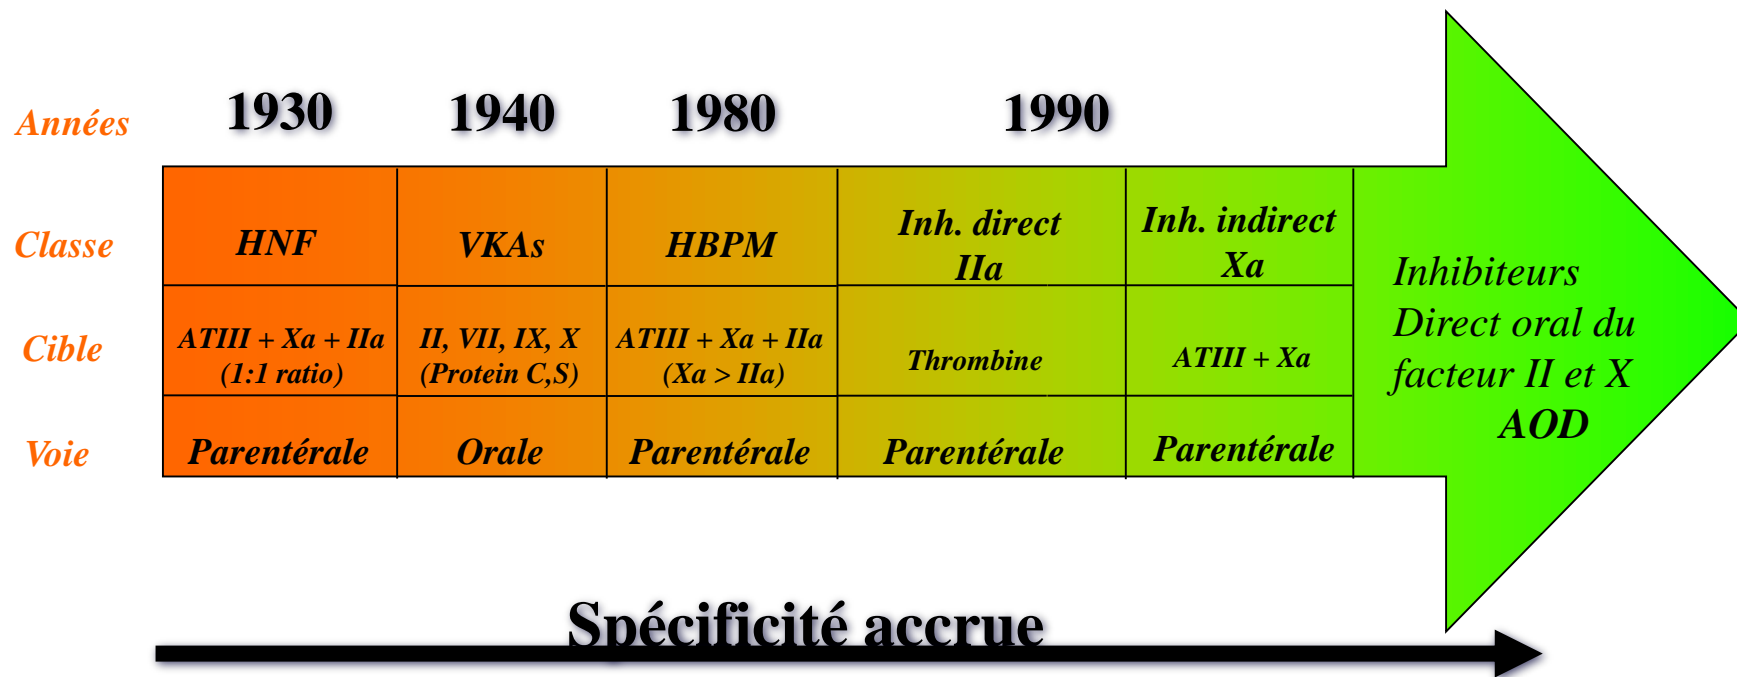 Années 1930 1940 1980 1990
Classe HNF VKAs HBPM Inh. direct IIa Inh. indirect Xa
Cible ATIII + Xa + IIa (1:1 ratio) II, VII, IX, X (Protein C,S) ATIII + Xa + IIa (Xa > IIa) Thrombine ATIII + Xa
Voie Parentérale Orale Parentérale Parentérale Parentérale
Inhibiteurs
Direct oral du
facteur II et X
AOD
Spécificité accrue